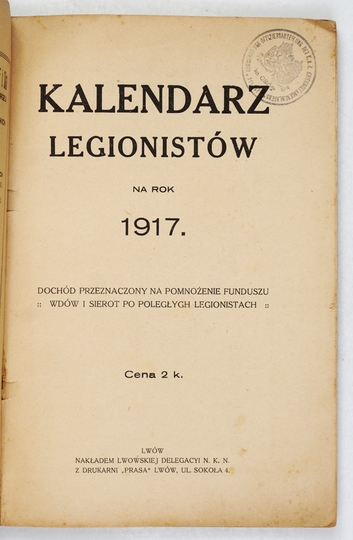 KALENDARZ
LEGIONISTÓW
NA ROK
1917.
DOCHÓD PRZEZNACZONY NA POMNOŻENIE FUNDUSZU
:: WDÓW I SIEROT PO POLEGŁYGH LEGIONISTACH ::
Cena 2 k.
LWÓW
NAKŁADEM LWOWSKIEJ DELEGACYI N. K. N.
Z DRUKARNI „PRASA" LWÓW, UL. SOKOŁA 4.